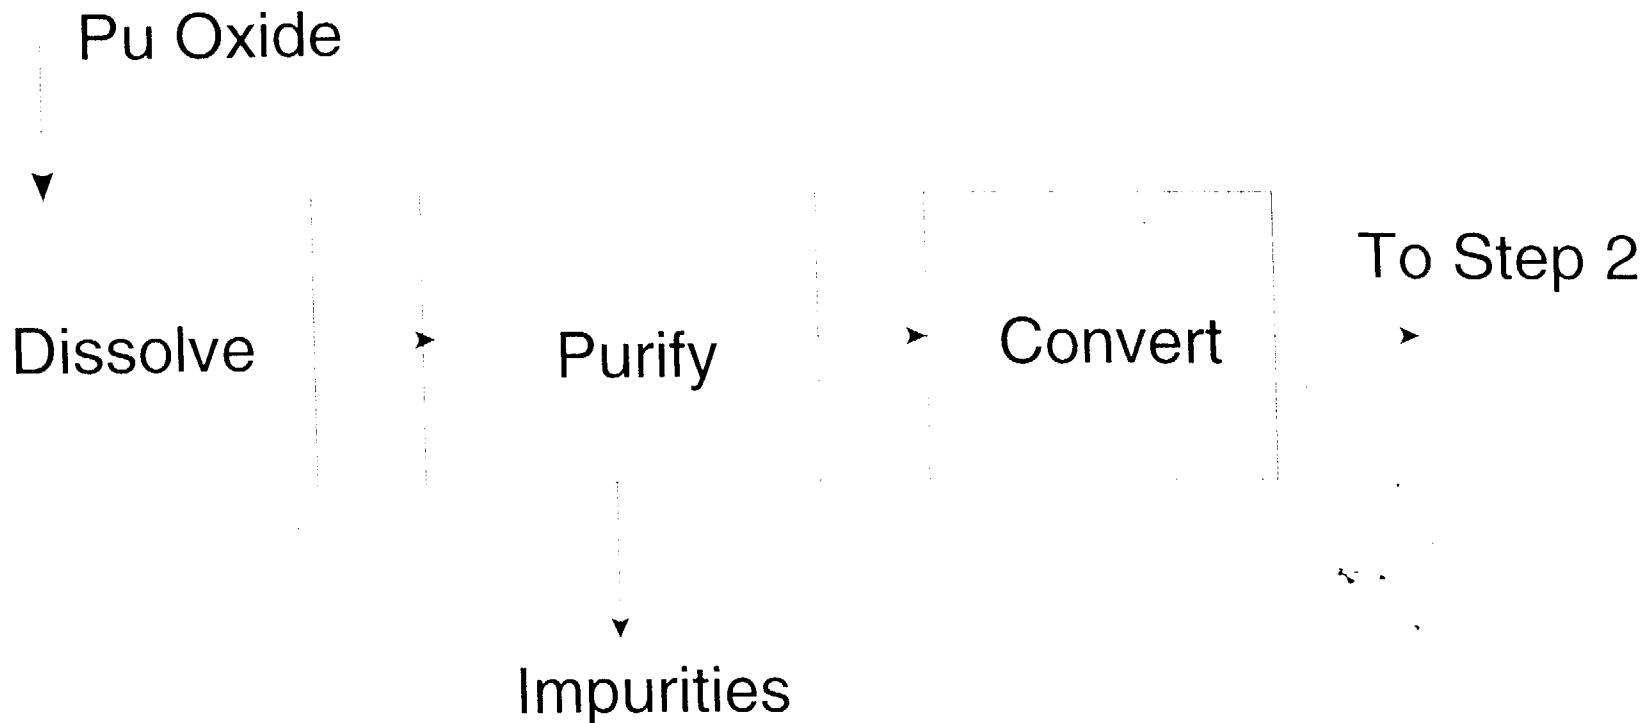 Pu Oxide
To Step 2
Dissolve
Purify
Convert
Impurities